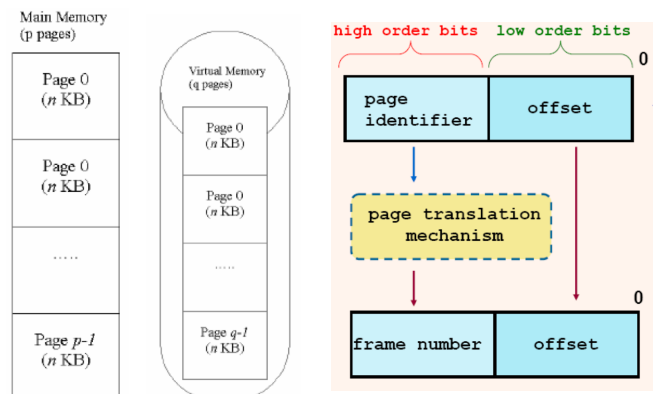 Main Memory
(p pages)
Page 0
(n KB)
Page 0
(n KB)
.....
Page p-1
(n KB)
Virtual Memory
(q pages)
Page 0
(n KB)
Page 0
(n KB)
.....
Page q-1
(n KB)
high order bits low order bits
0
page
identifier
offset
page translation
mechanism
0
frame number
offset